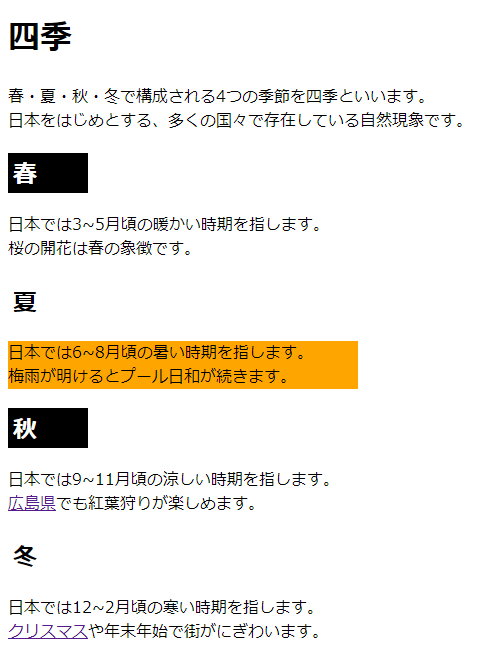 四季
春・夏・秋・冬で構成される4つの季節を四季といいます。
日本をはじめとする、多くの国々で存在している自然現象です。
春
日本では3~5月頃の暖かい時期を指します。
桜の開花は春の象徴です。
夏
日本では6~8月頃の暑い時期を指します。
梅雨が明けるとプール日和が続きます。
秋
日本では9~11月頃の涼しい時期を指します。
広島県でも紅葉狩りが楽しめます。
冬
日本では12~2月頃の寒い時期を指します。
クリスマスや年末年始で街がにぎわいます。